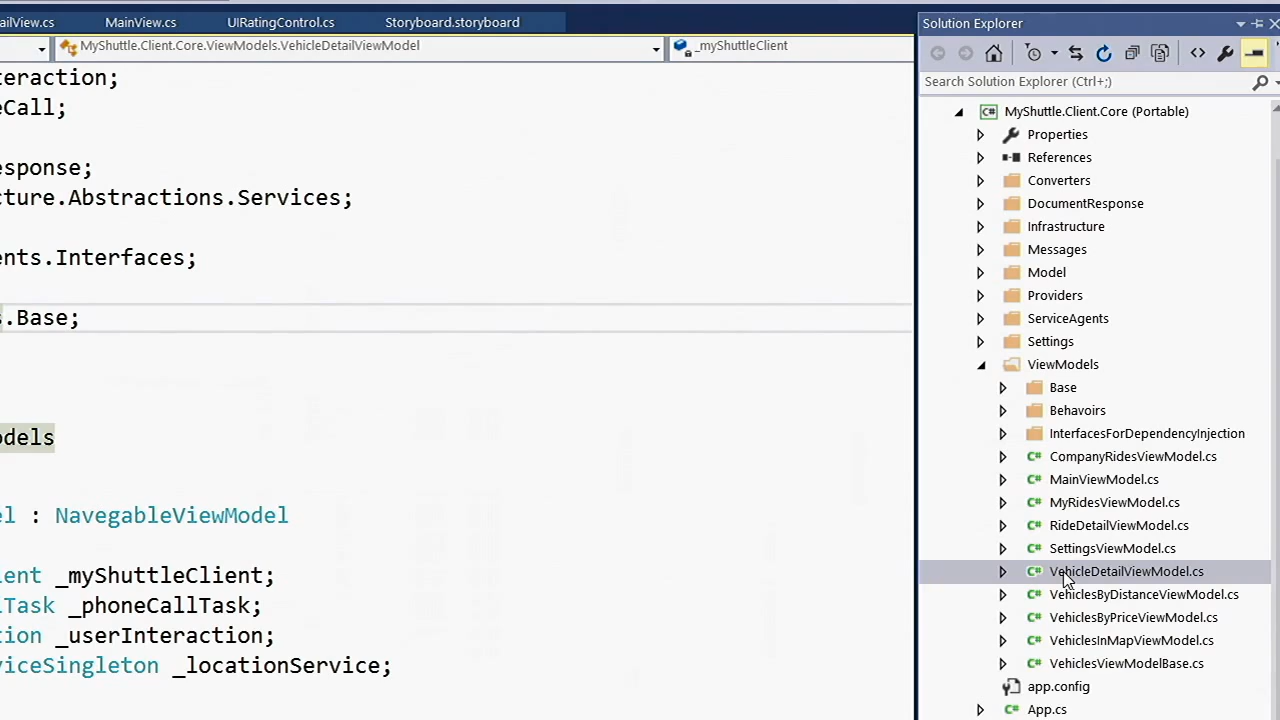 ailView.cs
MainView.cs
UIRatingControl.cs
Storyboard.storyboard
MyShuttle.Client.Core.ViewModels.VehicleDetailViewModel
_myShuttleClient
teraction;
eCall;
esponse;
cture.Abstractions.Services;
ents.Interfaces;
s.Base;
odels
el : NavegableViewModel
ient _myShuttleClient;
lTask _phoneCallTask;
tion _userInteraction;
viceSingleton _locationService;
Solution Explorer
Search Solution Explorer (Ctrl+;)
C# MyShuttle.Client.Core (Portable)
Properties
References
Converters
DocumentResponse
Infrastructure
Messages
Model
Providers
ServiceAgents
Settings
ViewModels
Base
Behavoirs
InterfacesForDependencyInjection
C# CompanyRidesViewModel.cs
C# MainViewModel.cs
C# MyRidesViewModel.cs
C# RideDetailViewModel.cs
C# SettingsViewModel.cs
C# VehicleDetailViewModel.cs
C# VehiclesByDistanceViewModel.cs
C# VehiclesByPriceViewModel.cs
C# VehiclesInMapViewModel.cs
C# VehiclesViewModelBase.cs
app.config
C# App.cs